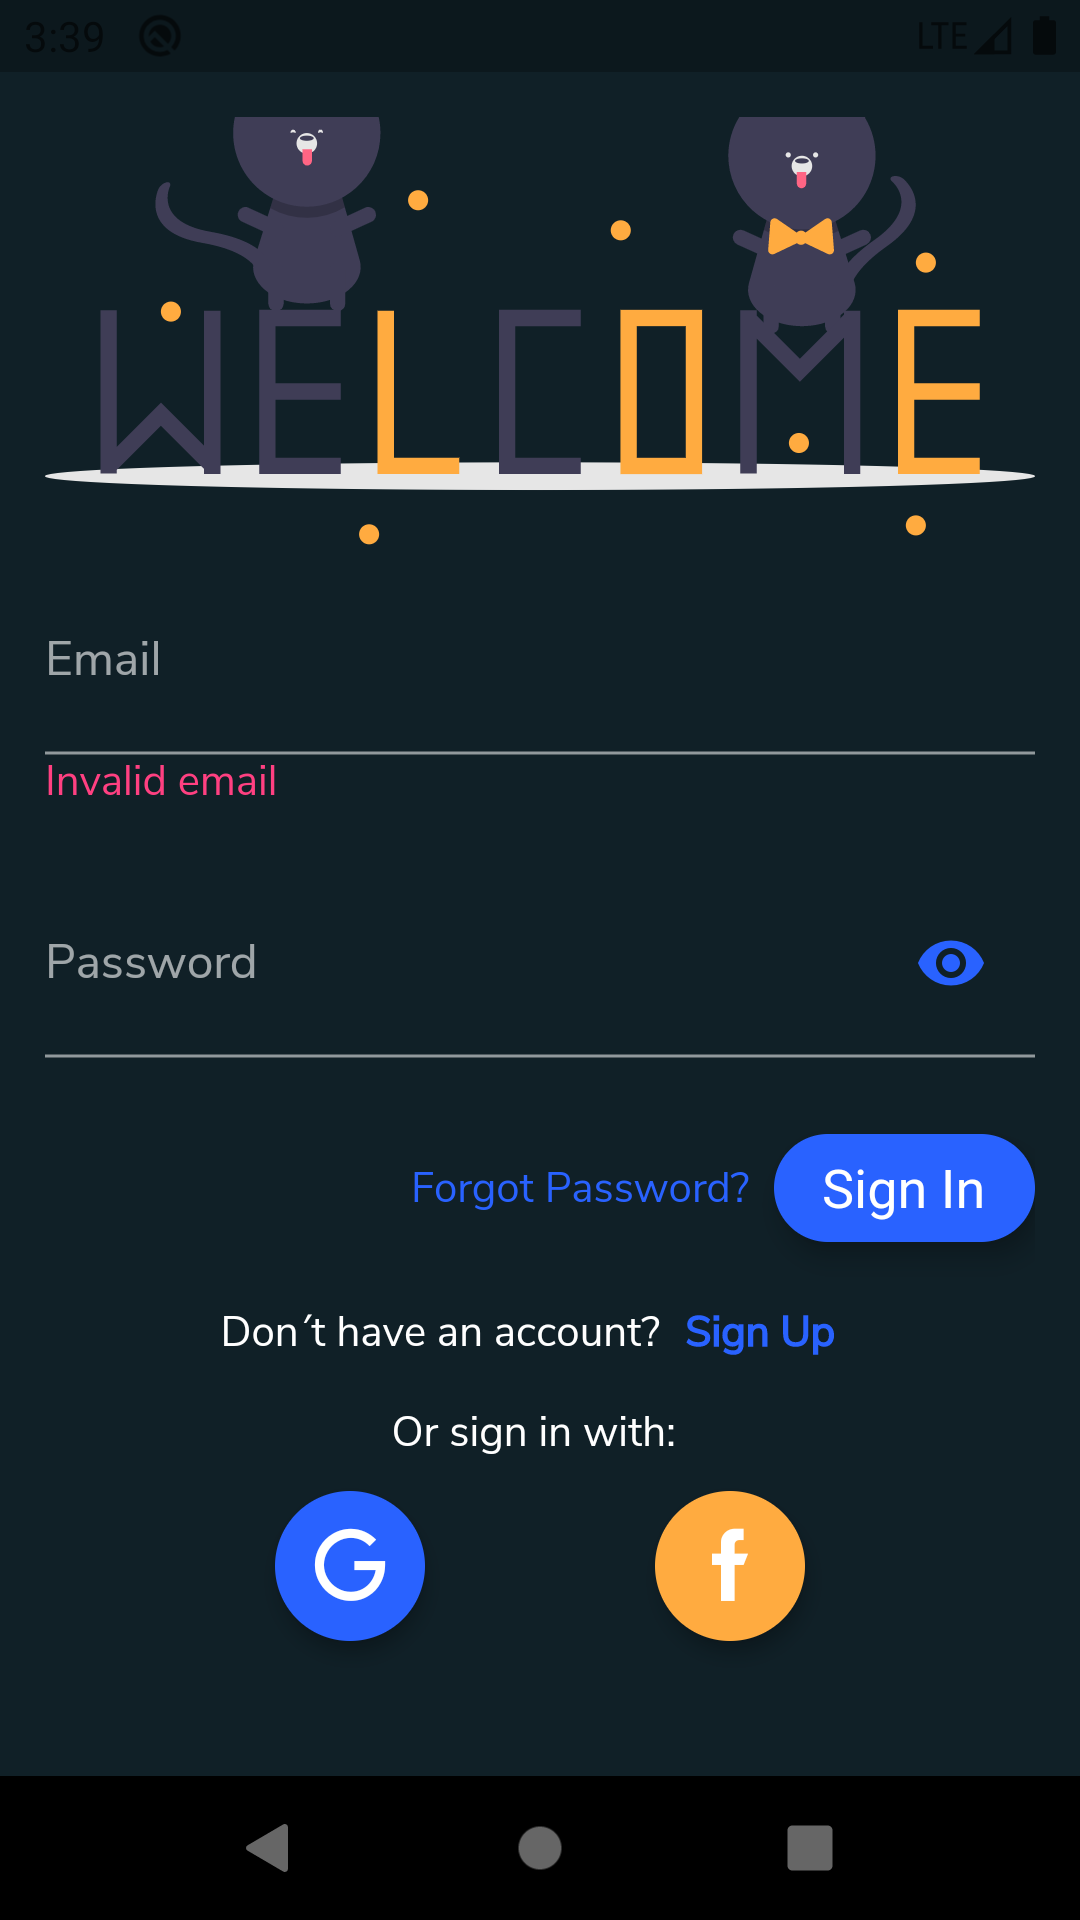 3:39 LTE
WELCOME
Email
Invalid email
Password
Forgot Password? Sign In
Don´t have an account? Sign Up
Or sign in with:
G f